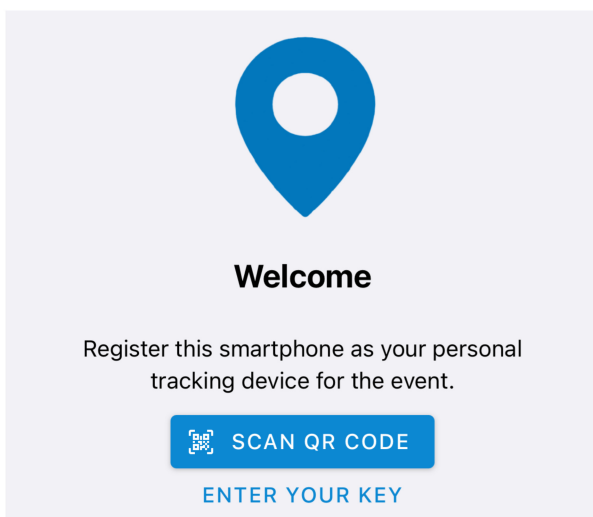 Welcome
Register this smartphone as your personal
tracking device for the event.
SCAN QR CODE
ENTER YOUR KEY